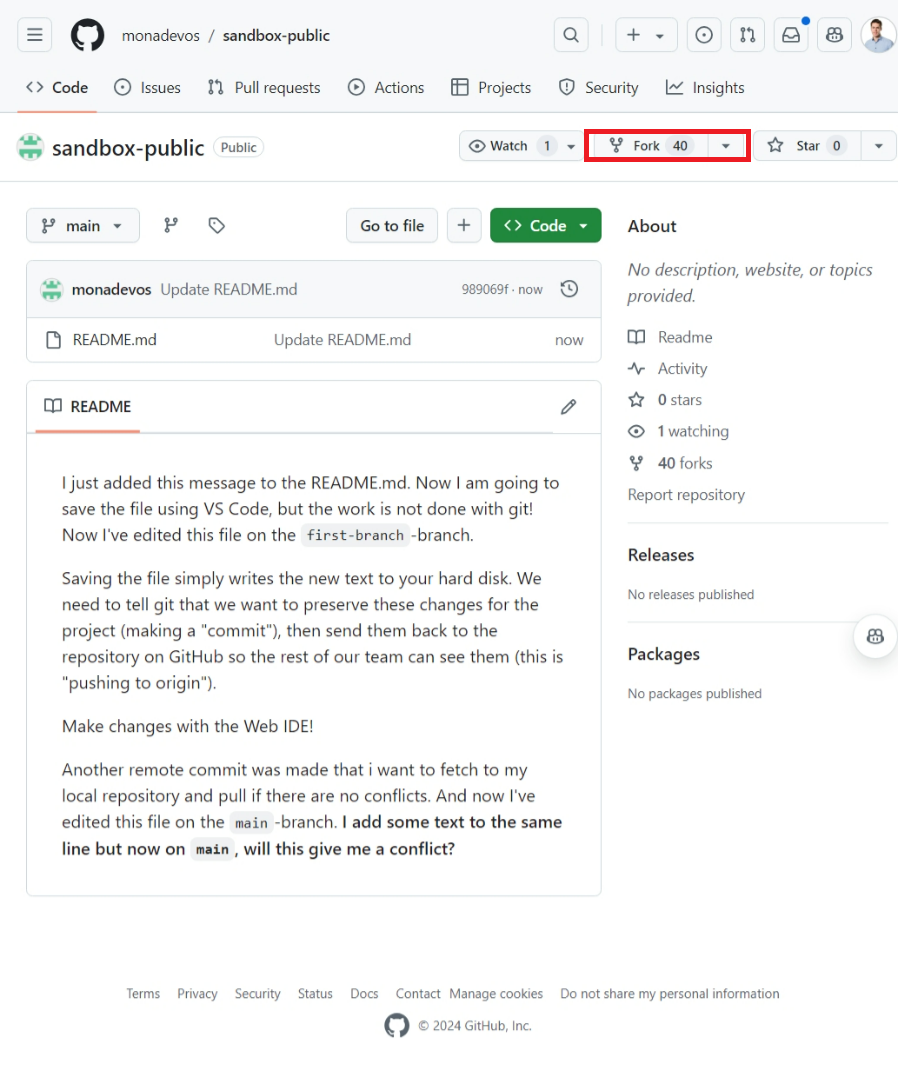 monadevos / sandbox-public
Code Issues Pull requests Actions Projects Security Insights
sandbox-public Public Watch 1 Fork 40 Star 0
main Go to file + Code
monadevos Update README.md 989069f · now
README.md Update README.md now
README
I just added this message to the README.md. Now I am going to
save the file using VS Code, but the work is not done with git!
Now I've edited this file on the first-branch -branch.
Saving the file simply writes the new text to your hard disk. We
need to tell git that we want to preserve these changes for the
project (making a "commit"), then send them back to the
repository on GitHub so the rest of our team can see them (this is
"pushing to origin").
Make changes with the Web IDE!
Another remote commit was made that i want to fetch to my
local repository and pull if there are no conflicts. And now I've
edited this file on the main -branch. I add some text to the same
line but now on main , will this give me a conflict?
About
No description, website, or topics
provided.
Readme
Activity
0 stars
1 watching
40 forks
Report repository
Releases
No releases published
Packages
No packages published
Terms Privacy Security Status Docs Contact Manage cookies Do not share my personal information
© 2024 GitHub, Inc.